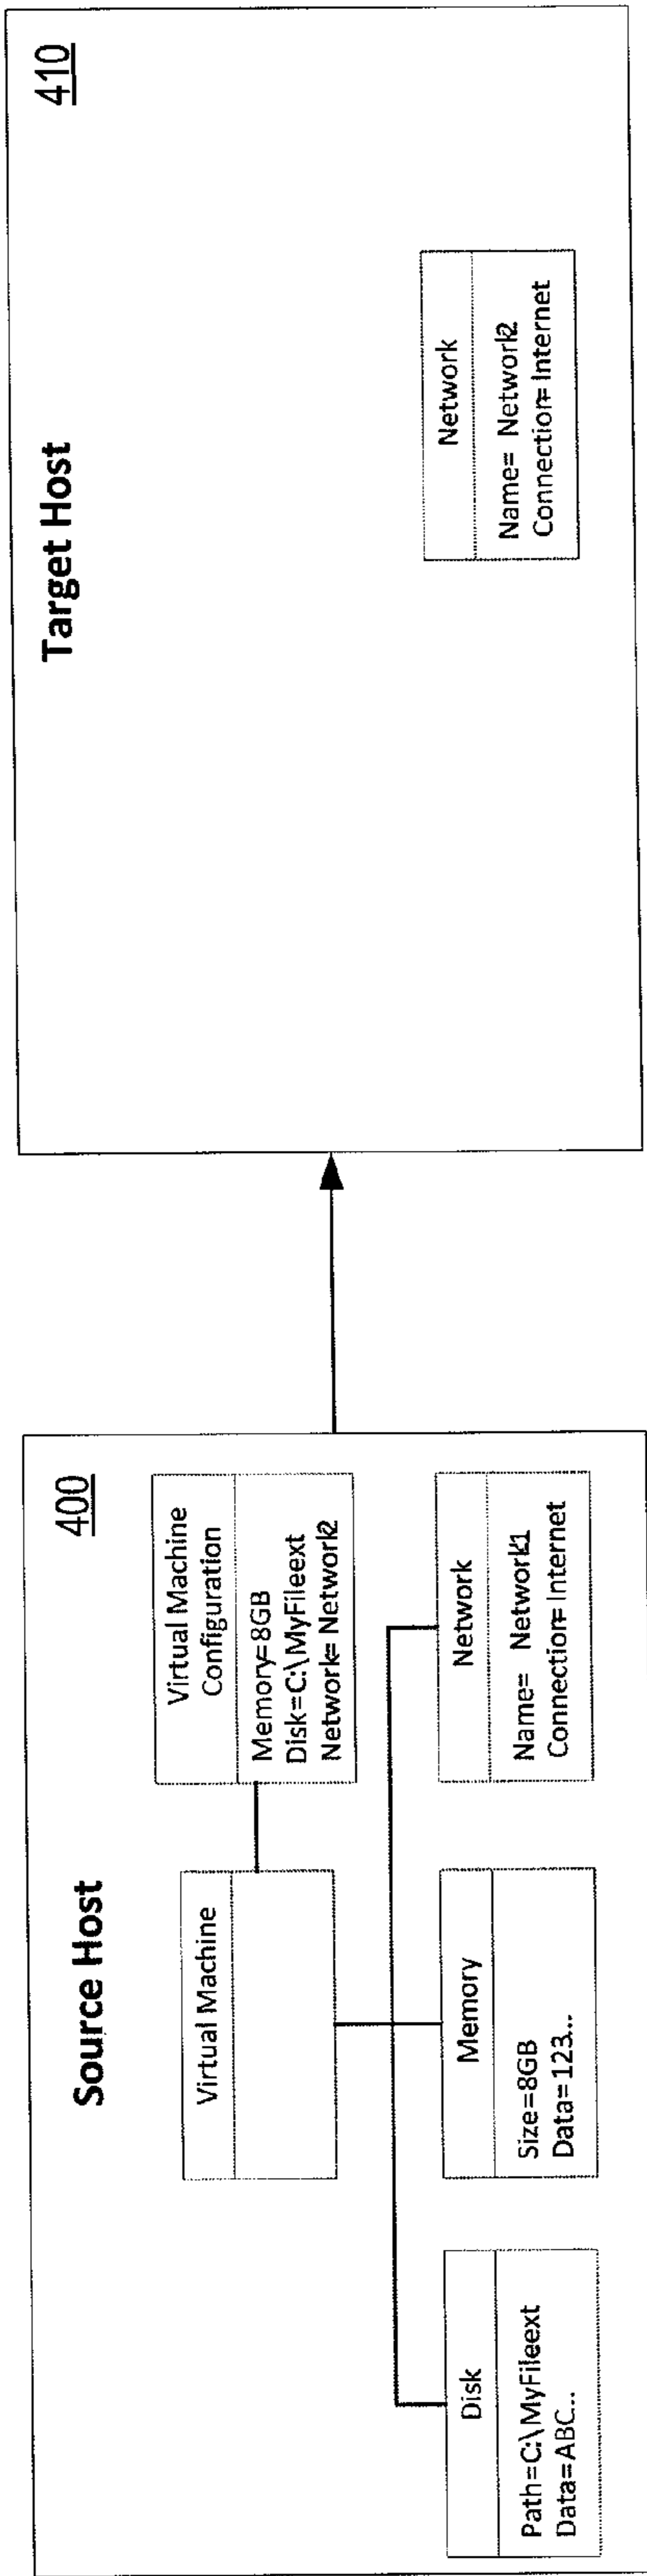 Source Host
400
Virtual Machine
Virtual Machine
Configuration
Memory=8GB
Disk=C:\MyFileext
Network=Network2
Disk
Path=C:\MyFileext
Data=ABC...
Memory
Size=8GB
Data=123...
Network
Name= Network1
Connection=Internet
Target Host
410
Network
Name= Network2
Connection=Internet